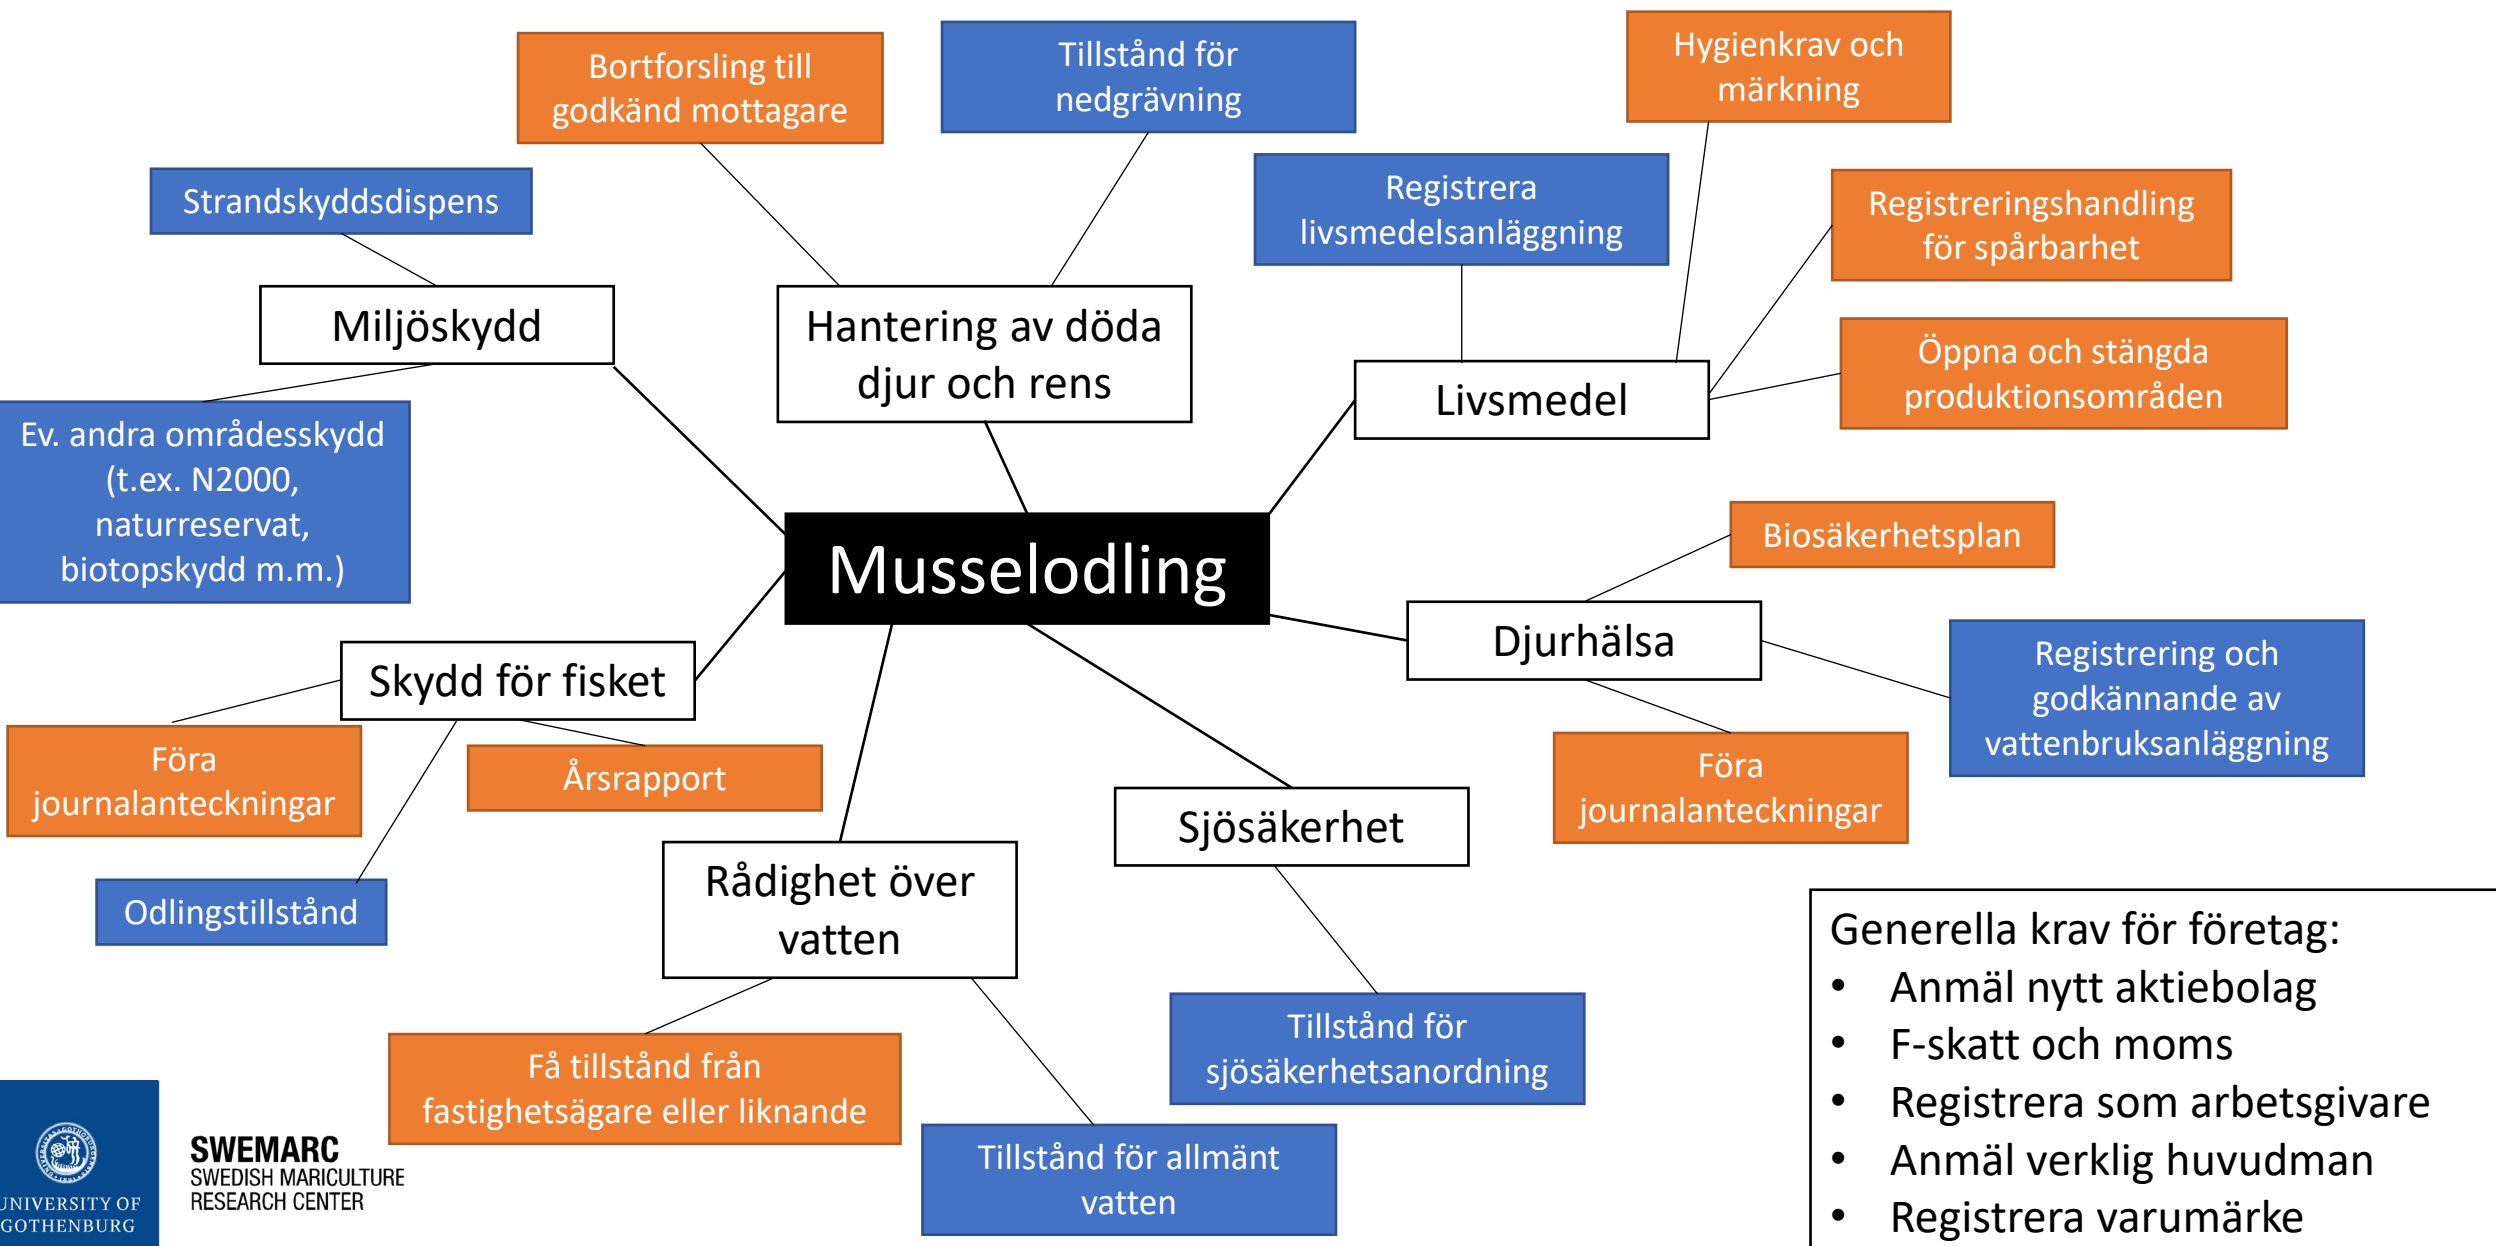 Bortforsling till
godkänd mottagare
Tillstånd för
nedgrävning
Hygienkrav och
märkning
Strandskyddsdispens
Registrera
livsmedelsanläggning
Registreringshandling
för spårbarhet
Miljöskydd
Hantering av döda
djur och rens
Livsmedel
Öppna och stängda
produktionsområden
Ev. andra områdesskydd
(t.ex. N2000,
naturreservat,
biotopskydd m.m.)
Musselodling
Biosäkerhetsplan
Skydd för fisket
Djurhälsa
Registrering och
godkännande av
vattenbruksanläggning
Föra
journalanteckningar
Årsrapport
Föra
journalanteckningar
Odlingstillstånd
Rådighet över
vatten
Sjösäkerhet
Få tillstånd från
fastighetsägare eller liknande
Tillstånd för
sjösäkerhetsanordning
Tillstånd för allmänt
vatten
Generella krav för företag:
• Anmäl nytt aktiebolag
• F-skatt och moms
• Registrera som arbetsgivare
• Anmäl verklig huvudman
• Registrera varumärke
UNIVERSITY OF
GOTHENBURG
SWEMARC
SWEDISH MARICULTURE
RESEARCH CENTER